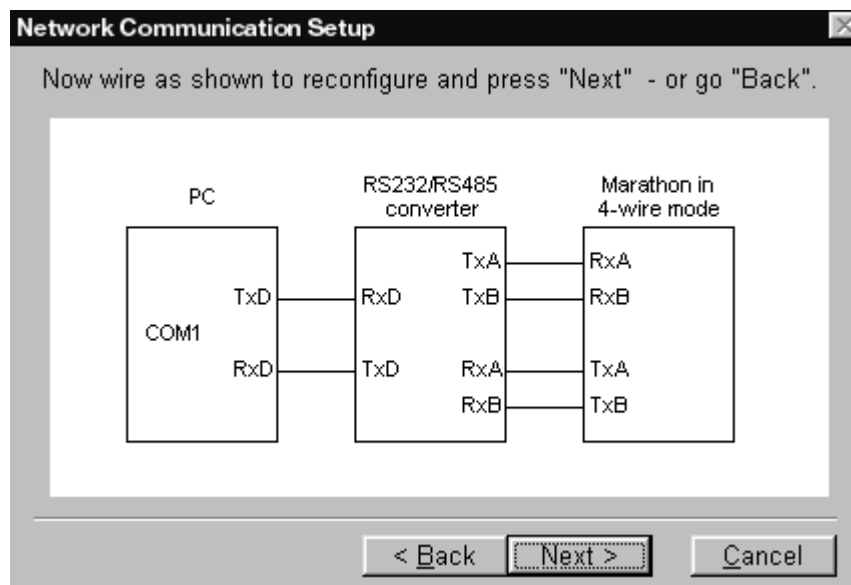 Network Communication Setup
Now wire as shown to reconfigure and press "Next" - or go "Back".
PC
RS232/RS485
converter
Marathon in
4-wire mode
TxA RxA
TxD RxD TxB RxB
COM1
RxD TxD RxA TxA
RxB TxB
< Back Next > Cancel